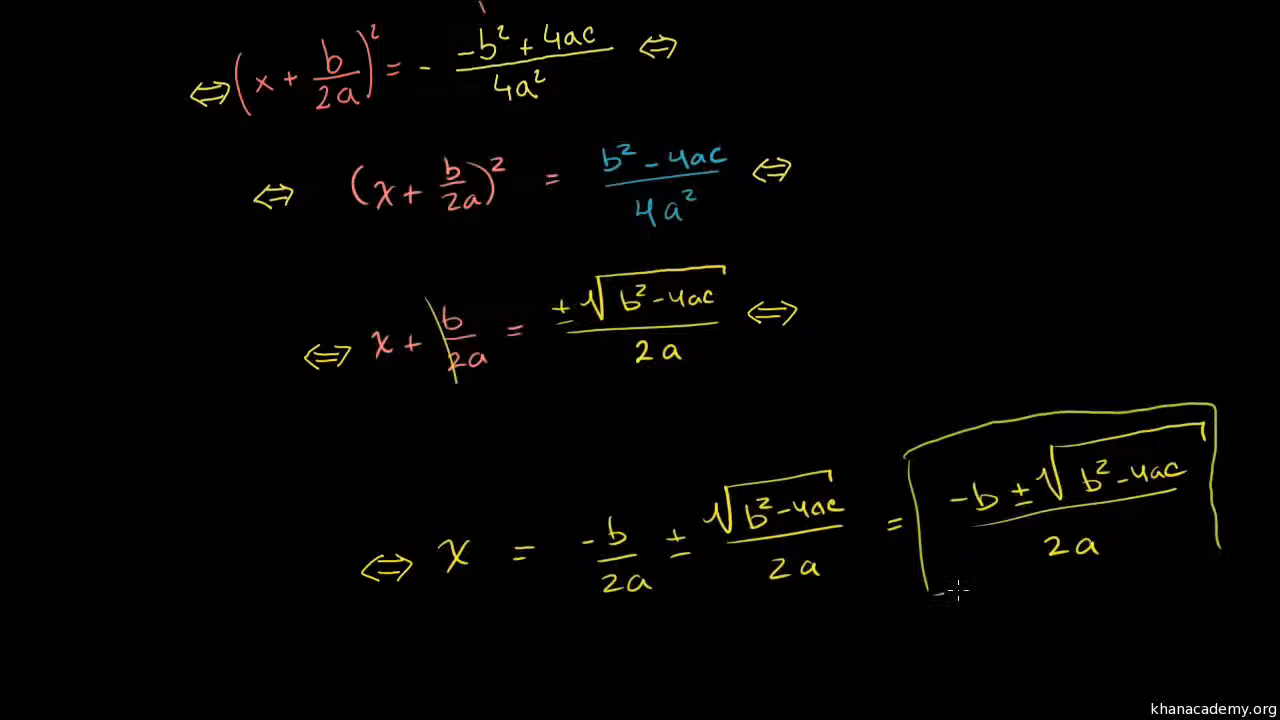 ⇔ (x + b/2a)² = - (-b² + 4ac)/4a² ⇔
⇔ (x + b/2a)² = (b² - 4ac)/4a² ⇔
⇔ x + b/2a = ±√(b² - 4ac)/2a ⇔
⇔ x = -b/2a ± √(b² - 4ac)/2a = (-b ± √(b² - 4ac))/2a
khanacademy.org